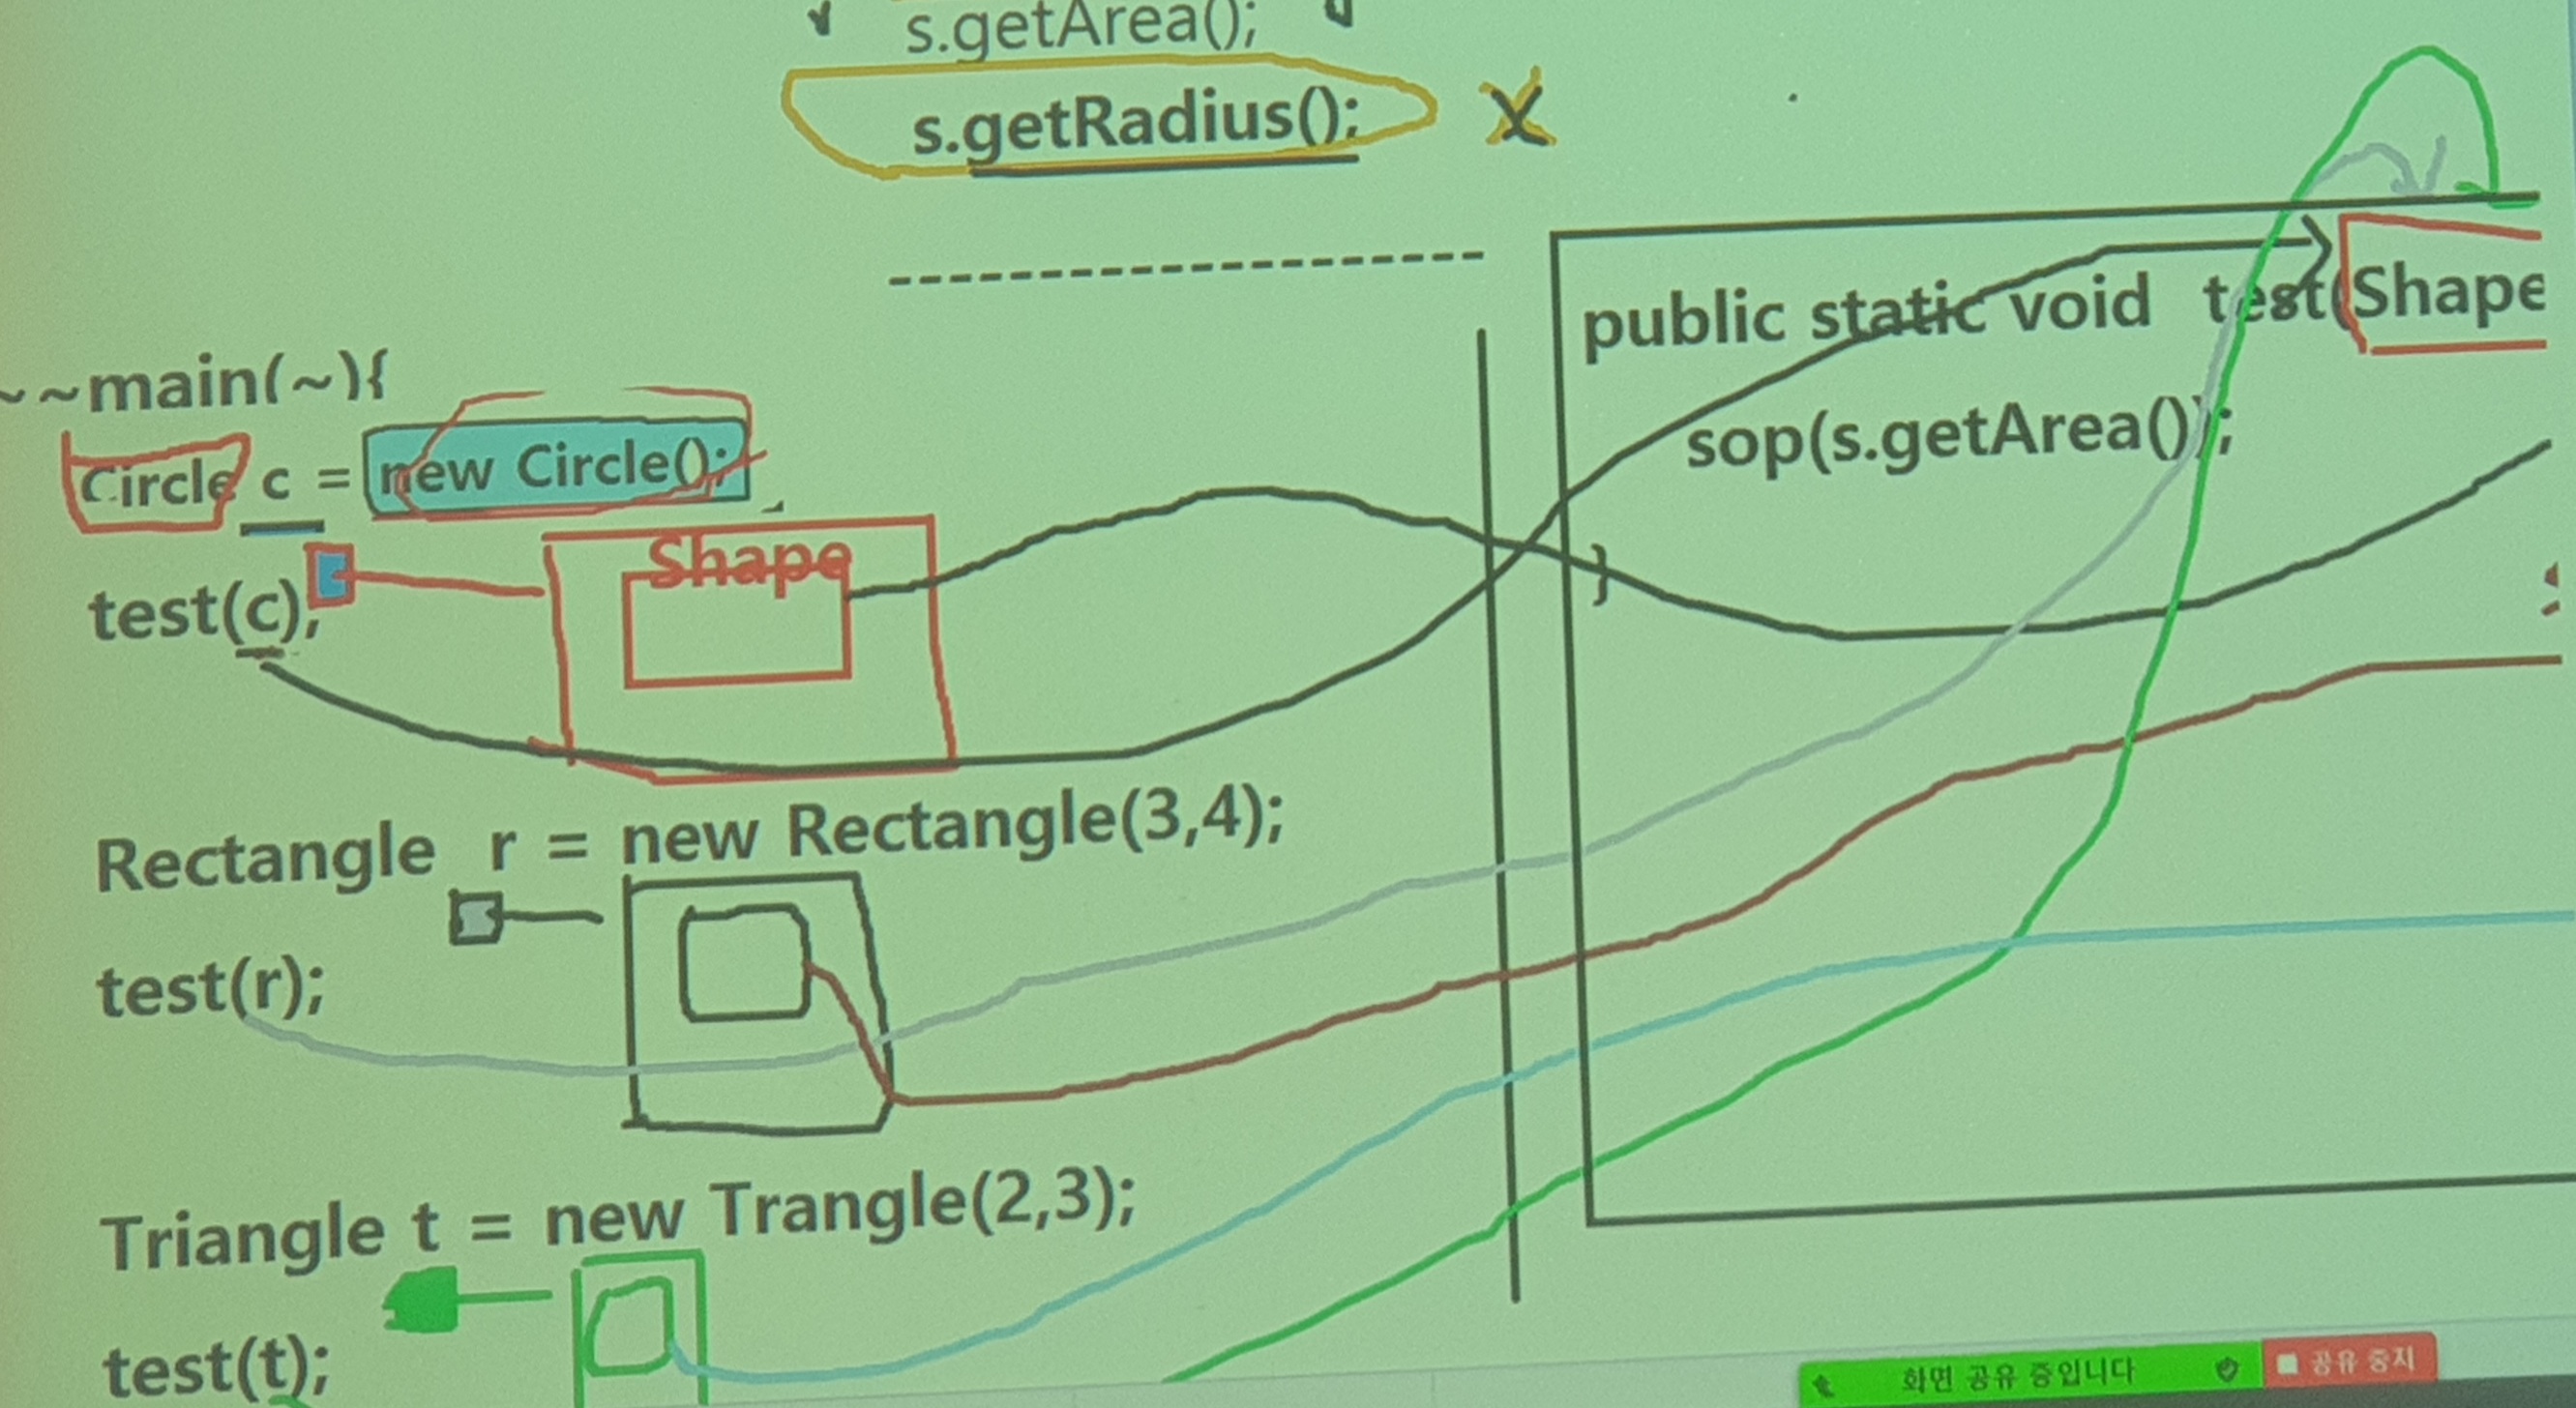 s.getArea();
s.getRadius();
X
--------------------
~~main(~){
Circle c = new Circle();
Shape
test(c);
Rectangle r = new Rectangle(3,4);
test(r);
Triangle t = new Trangle(2,3);
test(t);
public static void test(Shape
sop(s.getArea());
}
화면 공유 중입니다
공유 중지